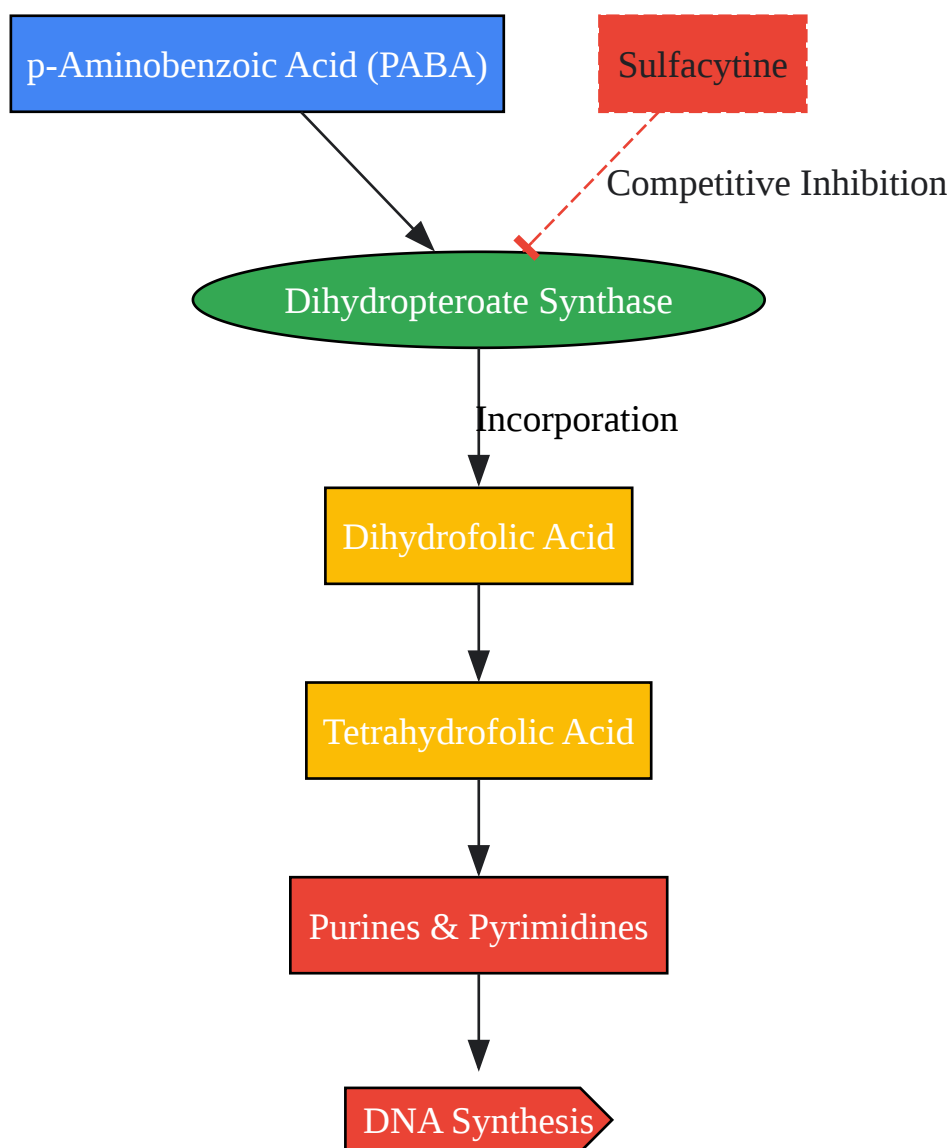 p-Aminobenzoic Acid (PABA)
Sulfacytine
Competitive Inhibition
Dihydropteroate Synthase
Incorporation
Dihydrofolic Acid
Tetrahydrofolic Acid
Purines & Pyrimidines
DNA Synthesis